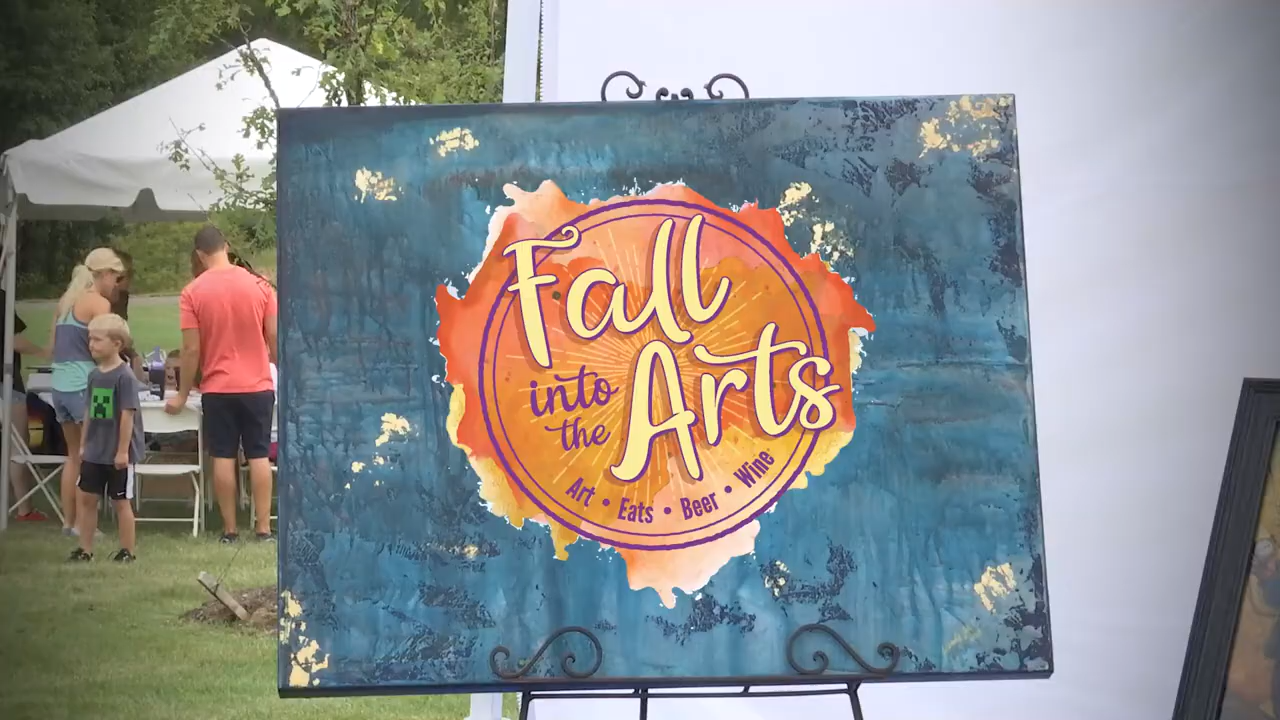 Fall
into
the
Arts
Art • Eats • Beer • Wine